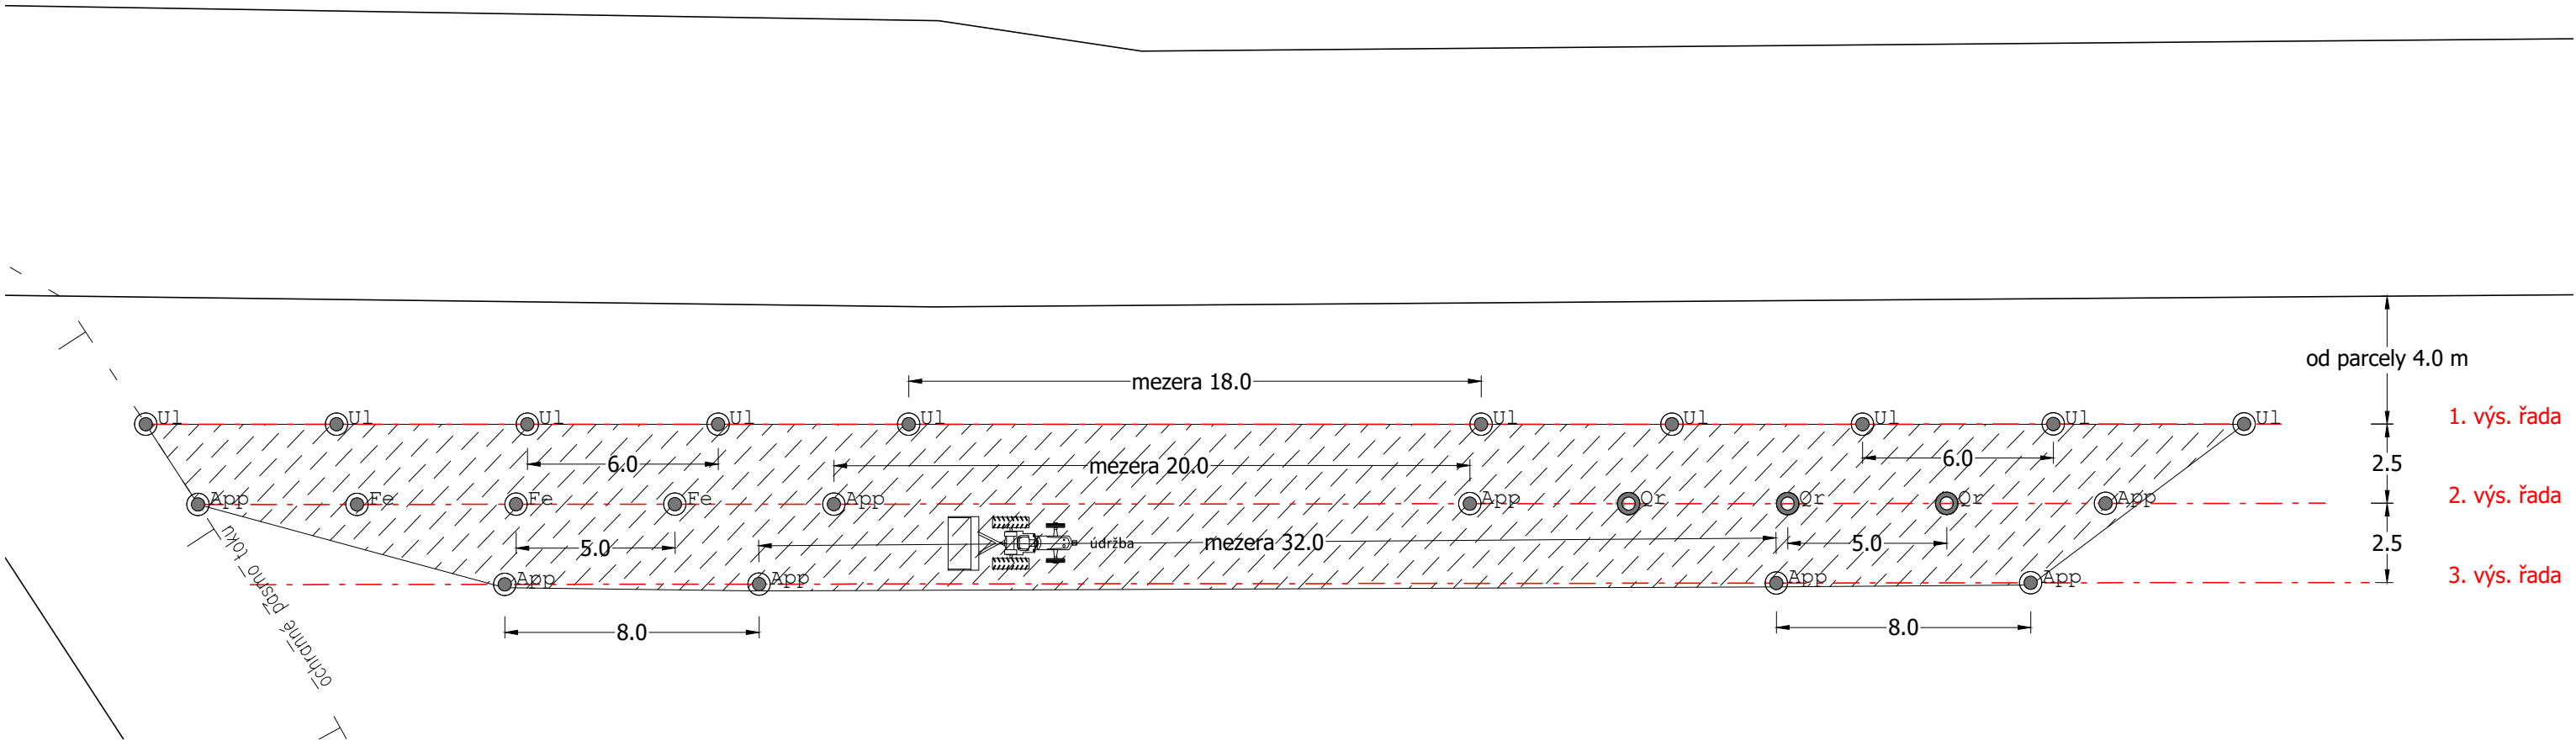 od parcely 4.0 m
mezera 18.0
Ul Ul Ul Ul Ul Ul Ul Ul Ul Ul
1. výs. řada
6.0 mezera 20.0 6.0 2.5
App Fe Fe Fe App App Qr Qr Qr App
2. výs. řada
5.0 údržba mezera 32.0 5.0 2.5
App App App App
3. výs. řada
8.0 8.0
ochranné pásmo toku